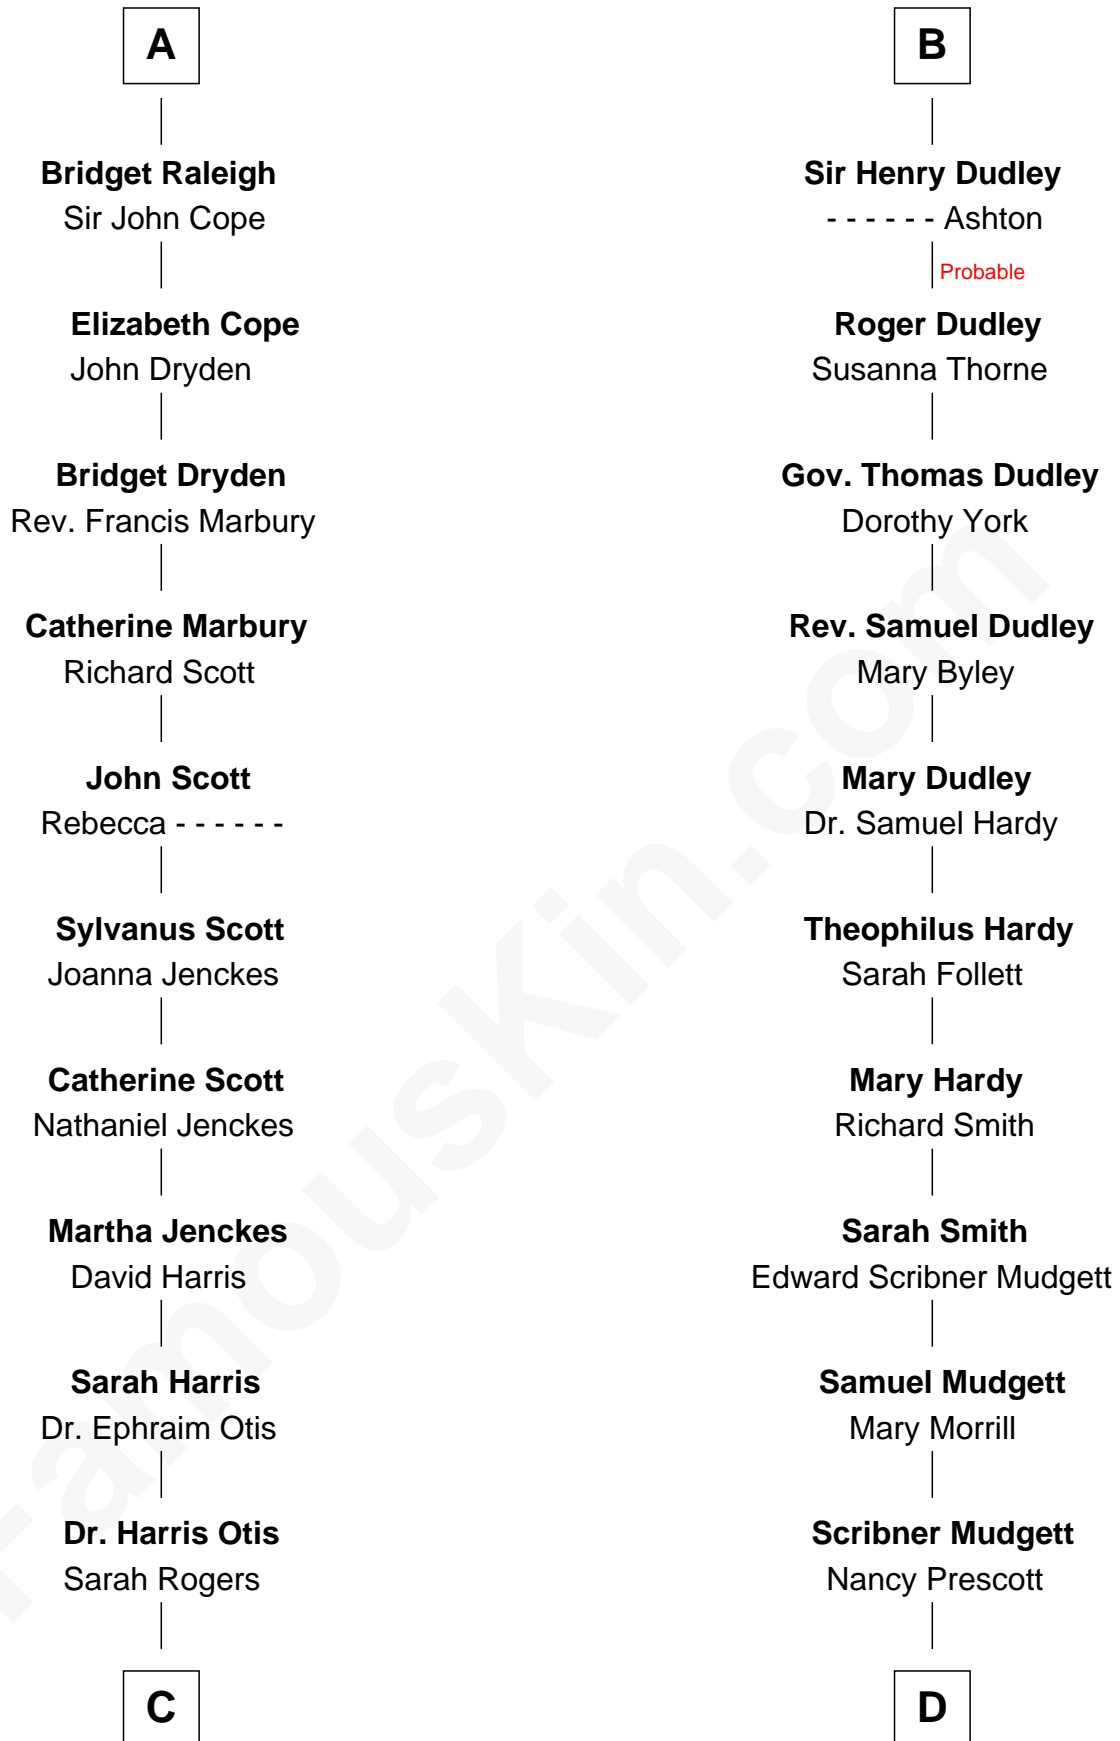 A
Bridget Raleigh
Sir John Cope
Elizabeth Cope
John Dryden
Bridget Dryden
Rev. Francis Marbury
Catherine Marbury
Richard Scott
John Scott
Rebecca - - - - - -
Sylvanus Scott
Joanna Jenckes
Catherine Scott
Nathaniel Jenckes
Martha Jenckes
David Harris
Sarah Harris
Dr. Ephraim Otis
Dr. Harris Otis
Sarah Rogers
C
B
Sir Henry Dudley
- - - - - - Ashton
Probable
Roger Dudley
Susanna Thorne
Gov. Thomas Dudley
Dorothy York
Rev. Samuel Dudley
Mary Byley
Mary Dudley
Dr. Samuel Hardy
Theophilus Hardy
Sarah Follett
Mary Hardy
Richard Smith
Sarah Smith
Edward Scribner Mudgett
Samuel Mudgett
Mary Morrill
Scribner Mudgett
Nancy Prescott
D
FamousKin.com